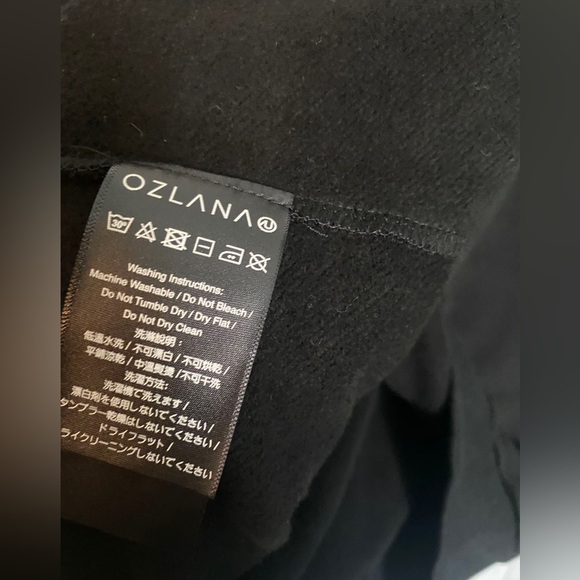 OZLANA
30°
Washing Instructions:
Machine Washable / Do Not Bleach /
Do Not Tumble Dry / Dry Flat /
Do Not Dry Clean
洗滌說明：
低溫水洗 / 不可漂白 / 不可烘乾 /
平鋪涼乾 / 中溫熨燙 / 不可干洗
洗濯方法:
洗濯機で洗えます /
漂白剤を使用しないでください /
タンブラー乾燥はしないでください /
ドライフラット /
ライクリーニングしないてください